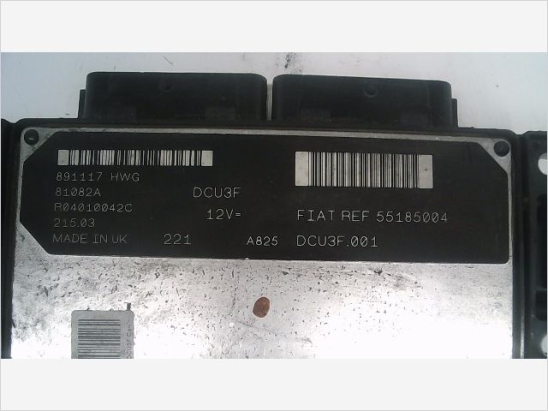 891117 HWG
81082A DCU3F
R04010042C 12V= FIAT REF 55185004
215.03
MADE IN UK 221 A825 DCU3F.001